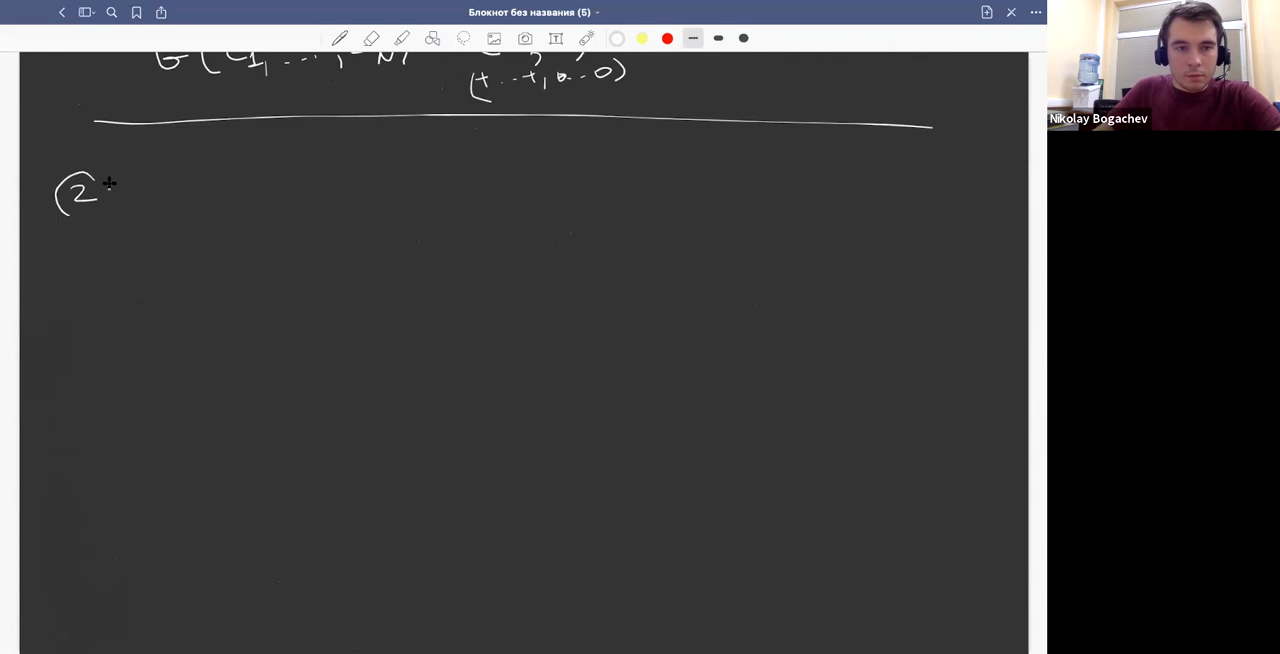 Блокнот без названия (5)
Nikolay Bogachev
(+ ... +, 0 ... 0)
(2